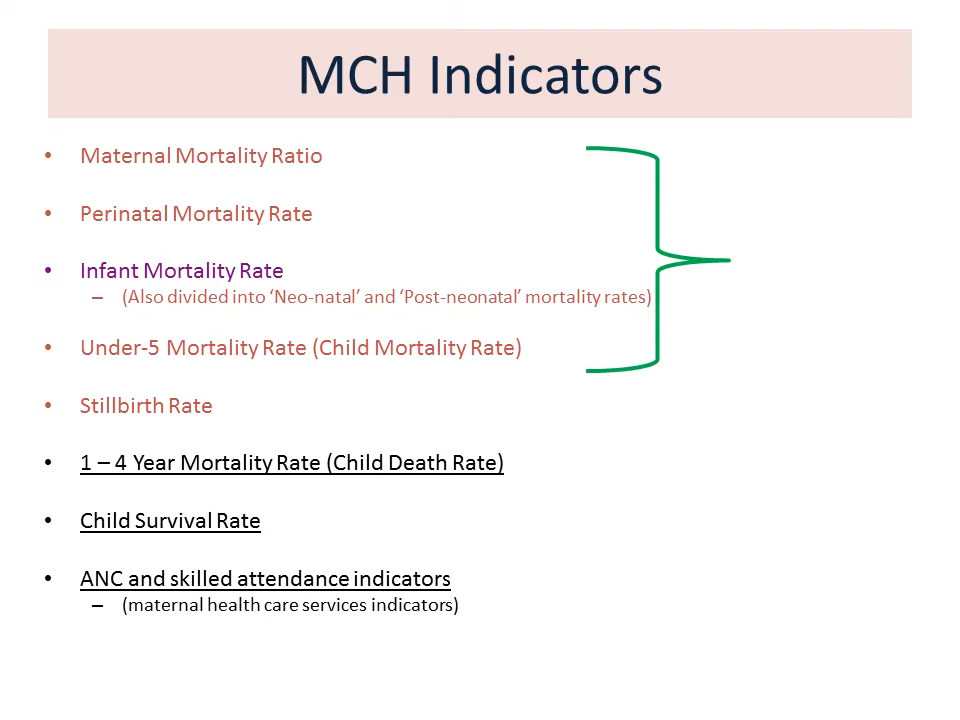 MCH Indicators
• Maternal Mortality Ratio
• Perinatal Mortality Rate
• Infant Mortality Rate
– (Also divided into ‘Neo-natal’ and ‘Post-neonatal’ mortality rates)
• Under-5 Mortality Rate (Child Mortality Rate)
• Stillbirth Rate
• 1 – 4 Year Mortality Rate (Child Death Rate)
• Child Survival Rate
• ANC and skilled attendance indicators
– (maternal health care services indicators)